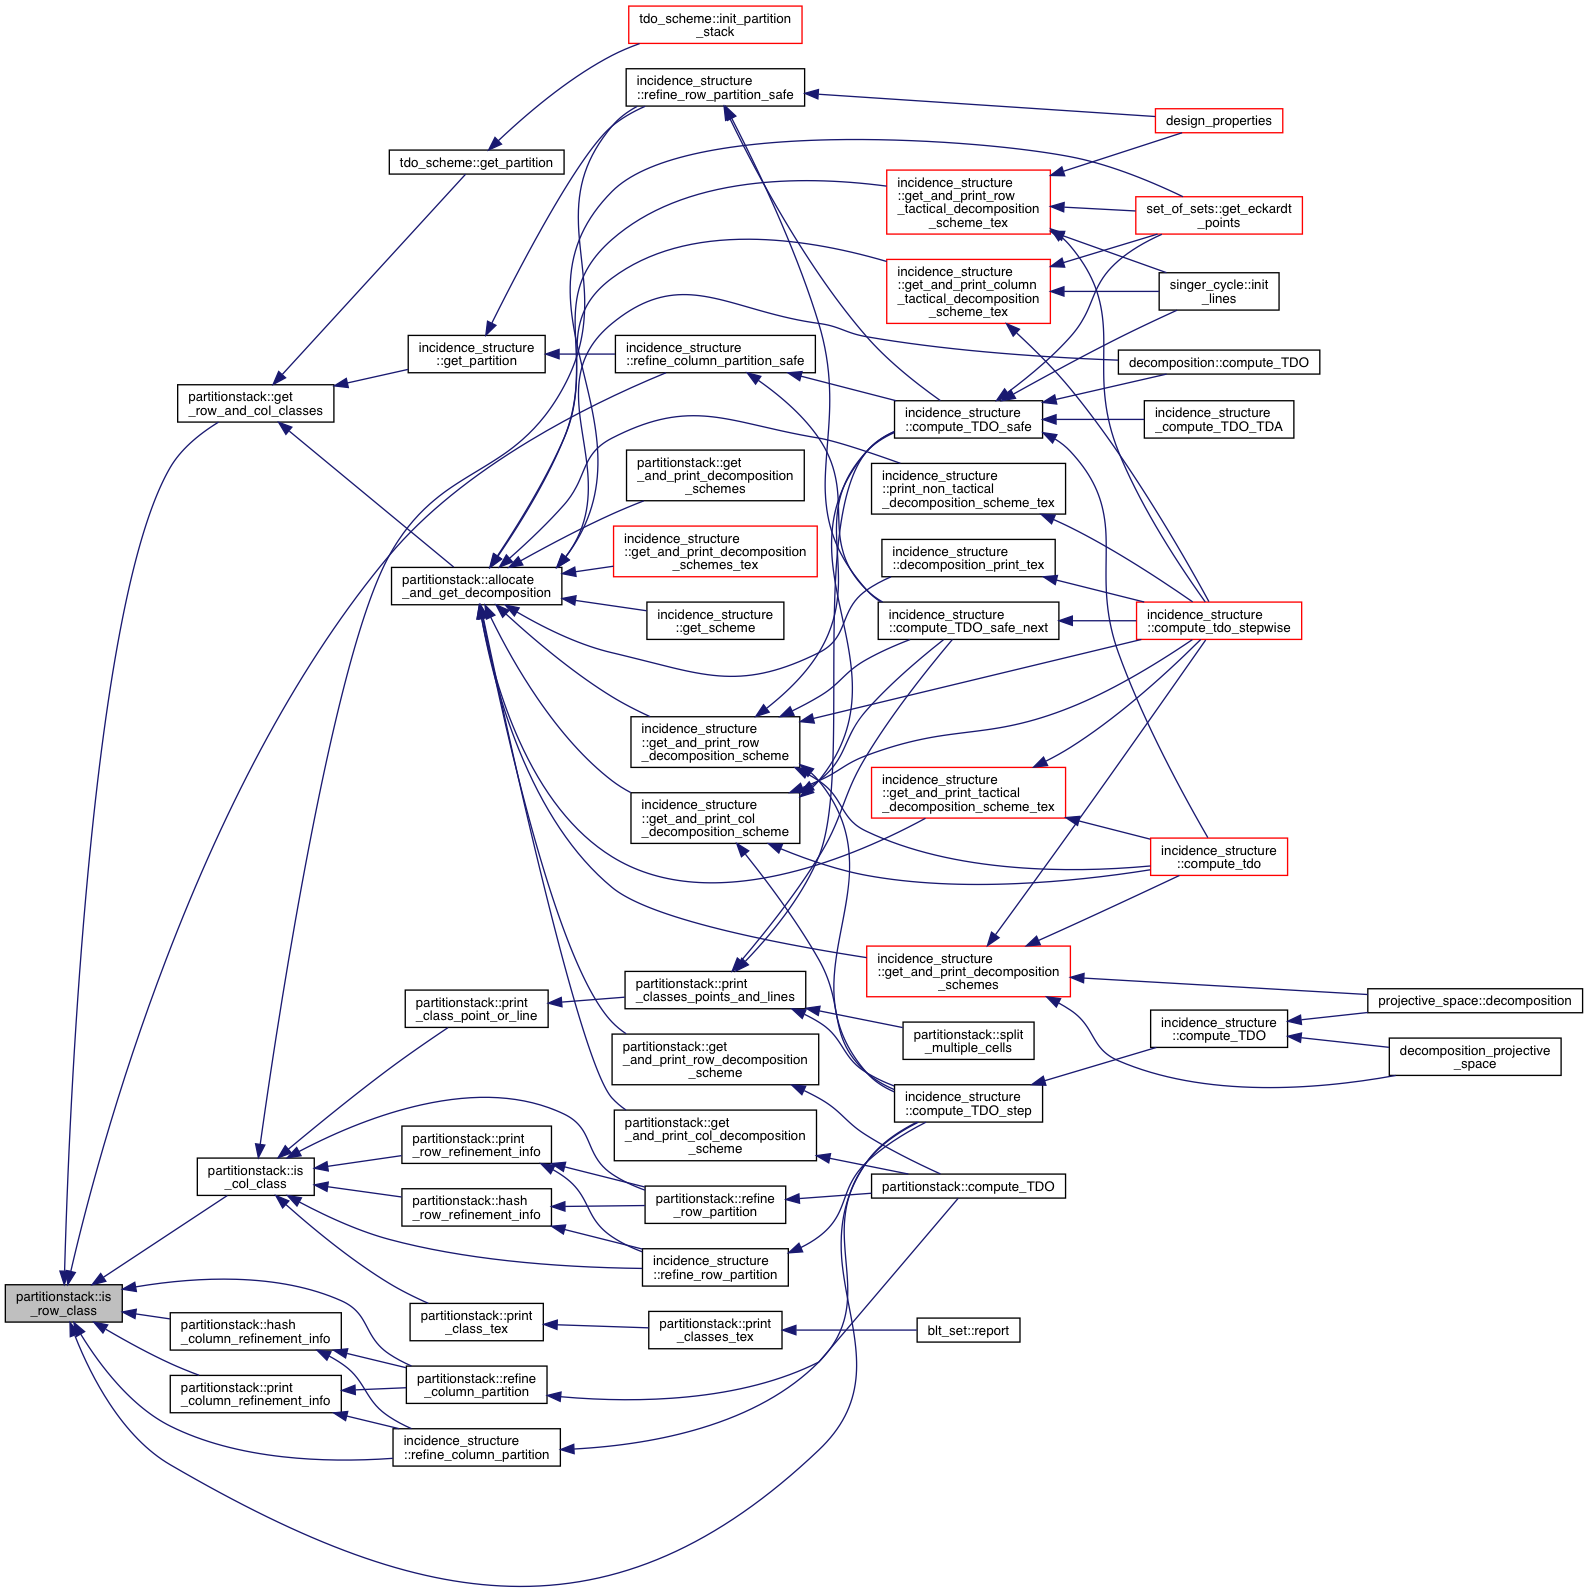 tdo_scheme::init_partition
_stack
incidence_structure
::refine_row_partition_safe
design_properties
tdo_scheme::get_partition
incidence_structure
::get_and_print_row
_tactical_decomposition
_scheme_tex
set_of_sets::get_eckardt
_points
incidence_structure
::get_and_print_column
_tactical_decomposition
_scheme_tex
singer_cycle::init
_lines
incidence_structure
::get_partition
incidence_structure
::refine_column_partition_safe
decomposition::compute_TDO
partitionstack::get
_row_and_col_classes
incidence_structure
::compute_TDO_safe
incidence_structure
_compute_TDO_TDA
partitionstack::get
_and_print_decomposition
_schemes
incidence_structure
::print_non_tactical
_decomposition_scheme_tex
incidence_structure
::get_and_print_decomposition
_schemes_tex
incidence_structure
::decomposition_print_tex
partitionstack::allocate
_and_get_decomposition
incidence_structure
::get_scheme
incidence_structure
::compute_TDO_safe_next
incidence_structure
::compute_tdo_stepwise
incidence_structure
::get_and_print_row
_decomposition_scheme
incidence_structure
::get_and_print_tactical
_decomposition_scheme_tex
incidence_structure
::get_and_print_col
_decomposition_scheme
incidence_structure
::compute_tdo
incidence_structure
::get_and_print_decomposition
_schemes
partitionstack::print
_classes_points_and_lines
partitionstack::print
_class_point_or_line
projective_space::decomposition
partitionstack::split
_multiple_cells
incidence_structure
::compute_TDO
partitionstack::get
_and_print_row_decomposition
_scheme
decomposition_projective
_space
incidence_structure
::compute_TDO_step
partitionstack::get
_and_print_col_decomposition
_scheme
partitionstack::print
_row_refinement_info
partitionstack::is
_col_class
partitionstack::compute_TDO
partitionstack::hash
_row_refinement_info
partitionstack::refine
_row_partition
incidence_structure
::refine_row_partition
partitionstack::is
_row_class
partitionstack::print
_class_tex
partitionstack::print
_classes_tex
blt_set::report
partitionstack::hash
_column_refinement_info
partitionstack::refine
_column_partition
partitionstack::print
_column_refinement_info
incidence_structure
::refine_column_partition